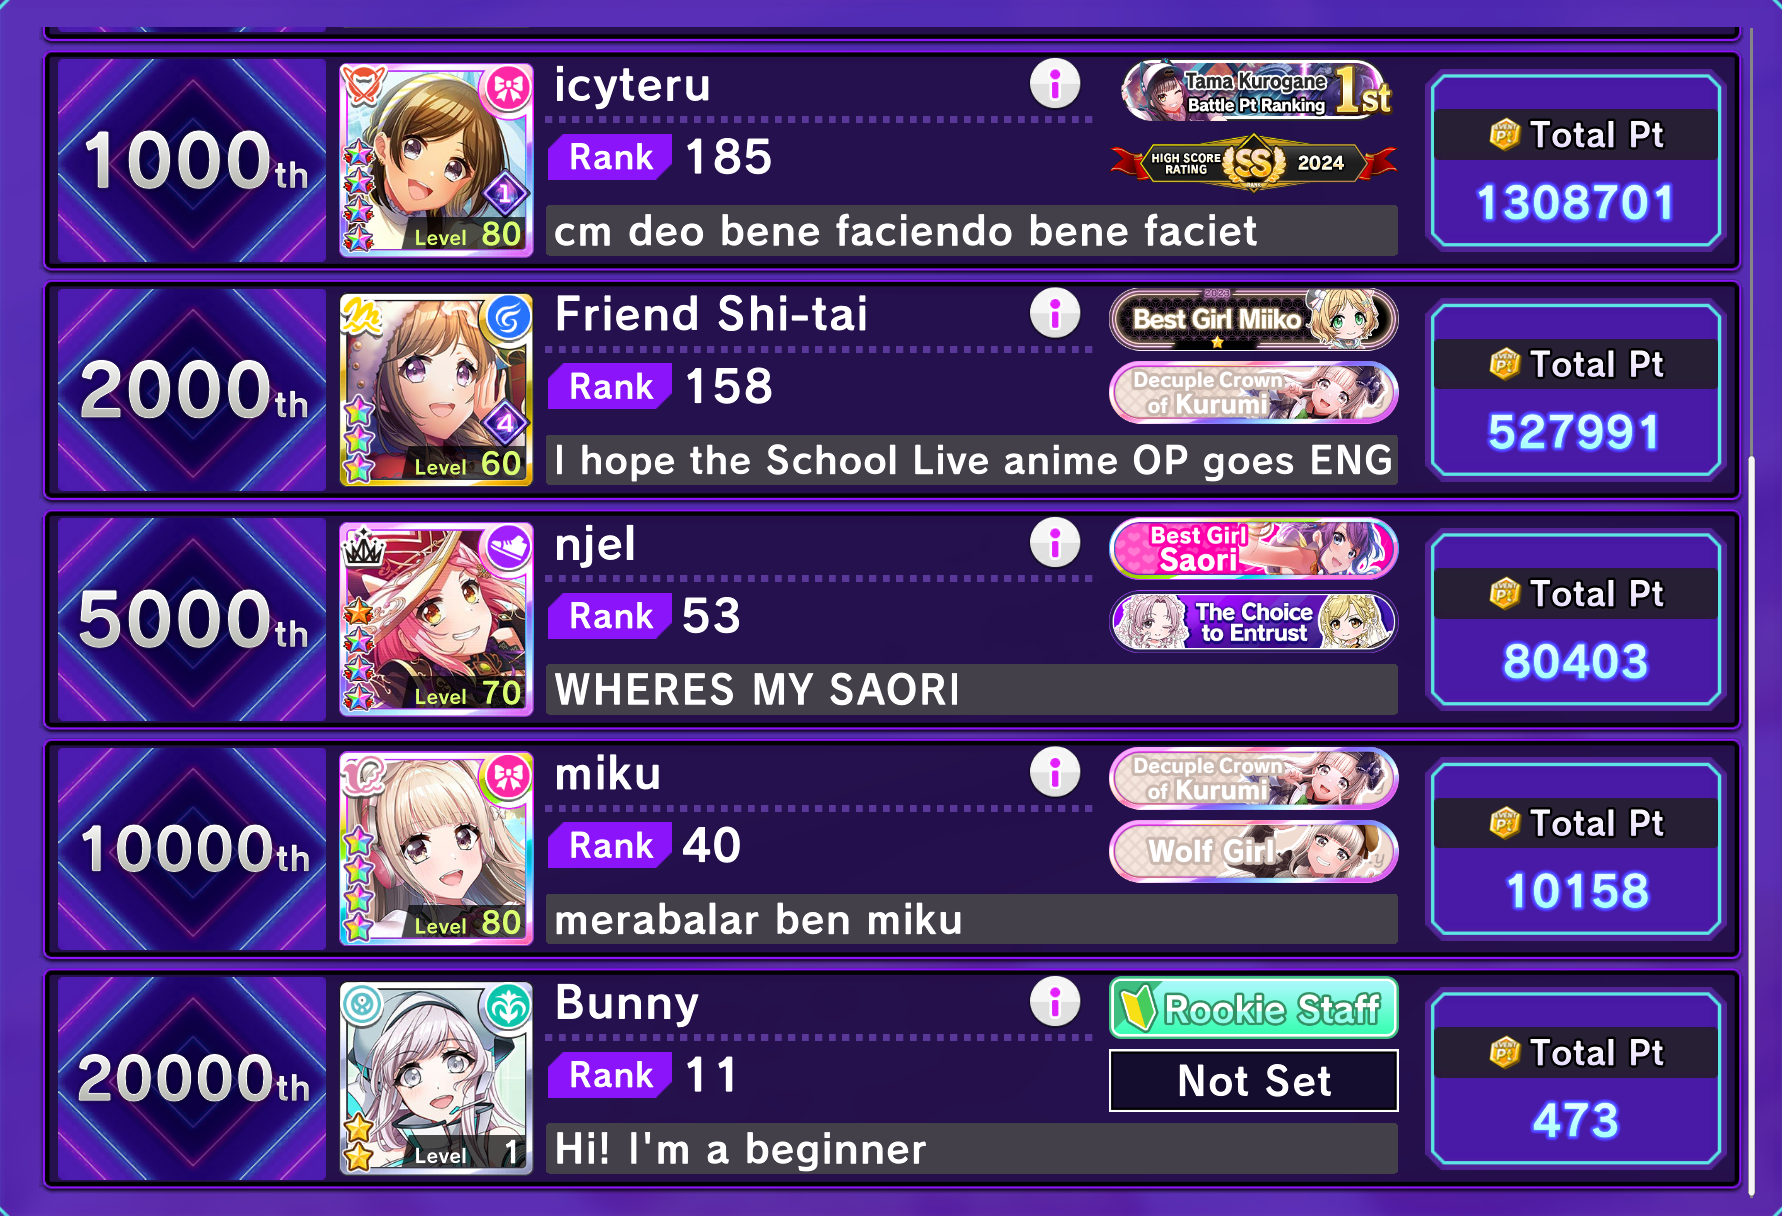 1000th
icyteru
Tama Kurogane
Battle Pt Ranking 1st
Rank 185
HIGH SCORE
RATING SS 2024
RANK
cm deo bene faciendo bene faciet
Level 80
1
Total Pt
1308701
2000th
Friend Shi-tai
2023
Best Girl Miiko
Rank 158
Decuple Crown
of Kurumi
I hope the School Live anime OP goes ENG
4
Level 60
Total Pt
527991
5000th
njel
Best Girl
Saori
Rank 53
The Choice
to Entrust
WHERES MY SAORI
Level 70
Total Pt
80403
10000th
miku
Decuple Crown
of Kurumi
Rank 40
Wolf Girl
merabalar ben miku
Level 80
Total Pt
10158
20000th
Bunny
Rookie Staff
Rank 11
Not Set
Hi! I'm a beginner
Level 1
Total Pt
473